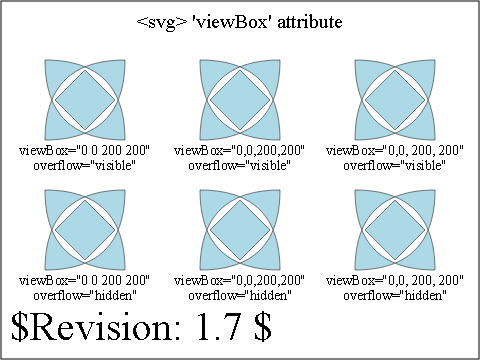 <svg> 'viewBox' attribute
viewBox="0 0 200 200"
overflow="visible"
viewBox="0,0,200,200"
overflow="visible"
viewBox="0,0, 200, 200"
overflow="visible"
viewBox="0 0 200 200"
overflow="hidden"
viewBox="0,0,200,200"
overflow="hidden"
viewBox="0,0, 200, 200"
overflow="hidden"
$Revision: 1.7 $